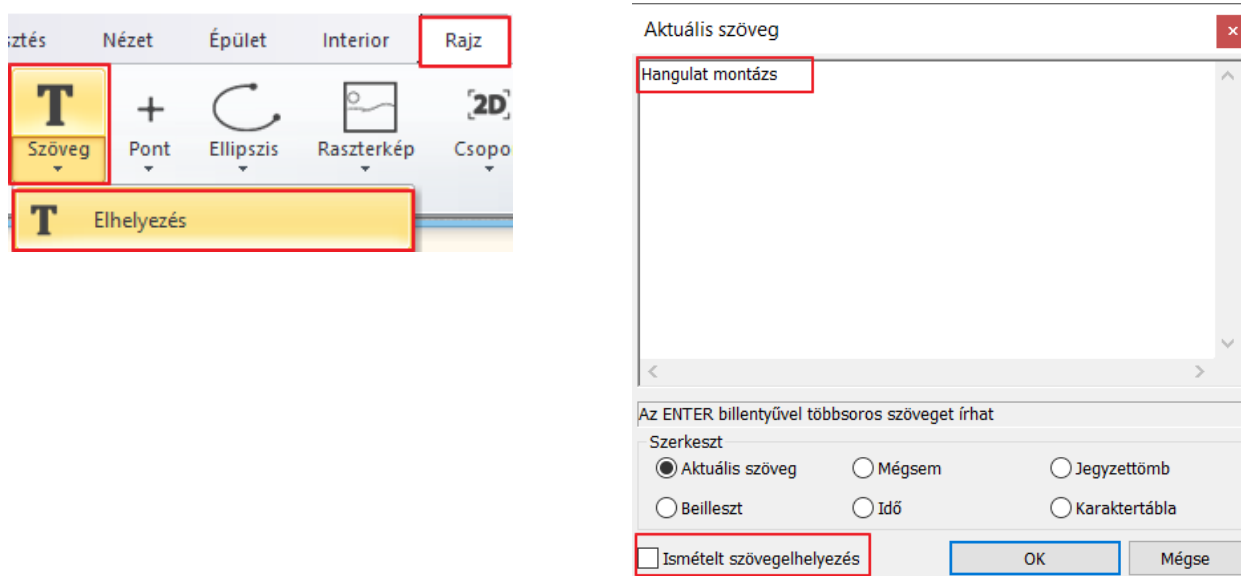 sztés Nézet Épület Interior Rajz
T + 2D
Szöveg Pont Ellipszis Raszterkép Csopo
T Elhelyezés
Aktuális szöveg
Hangulat montázs
Az ENTER billentyűvel többsoros szöveget írhat
Szerkeszt
Aktuális szöveg Mégsem Jegyzettömb
Beilleszt Idő Karaktertábla
Ismételt szövegelhelyezés OK Mégse